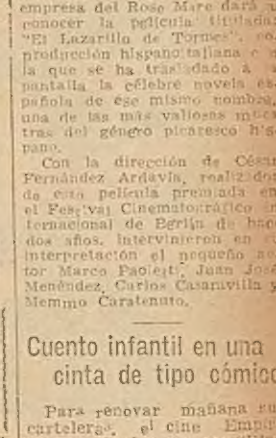 empresa del Rose Mare dará
conocer la película titulada
"El Lazarillo de Tormes", co
producción hispano italiana e
la que se ha trasladado a
pantalla la célebre novela es
pañola de ese mismo nombre,
una de las más valiosas mues
tras del género picaresco his
pano.
Con la dirección de César
Fernández Ardavín, realizador
de esta película premiada en
el Festival Cinematográfico in
ternacional de Berlín de hace
dos años, intervinieron en
interpretación el pequeño ac
tor Marco Paoletti, Juan José
Menéndez, Carlos Casaravilla y
Memmo Carotenuto.
Cuento infantil en una
cinta de tipo cómico
Para renovar mañana su
cartelera, el cine Empi